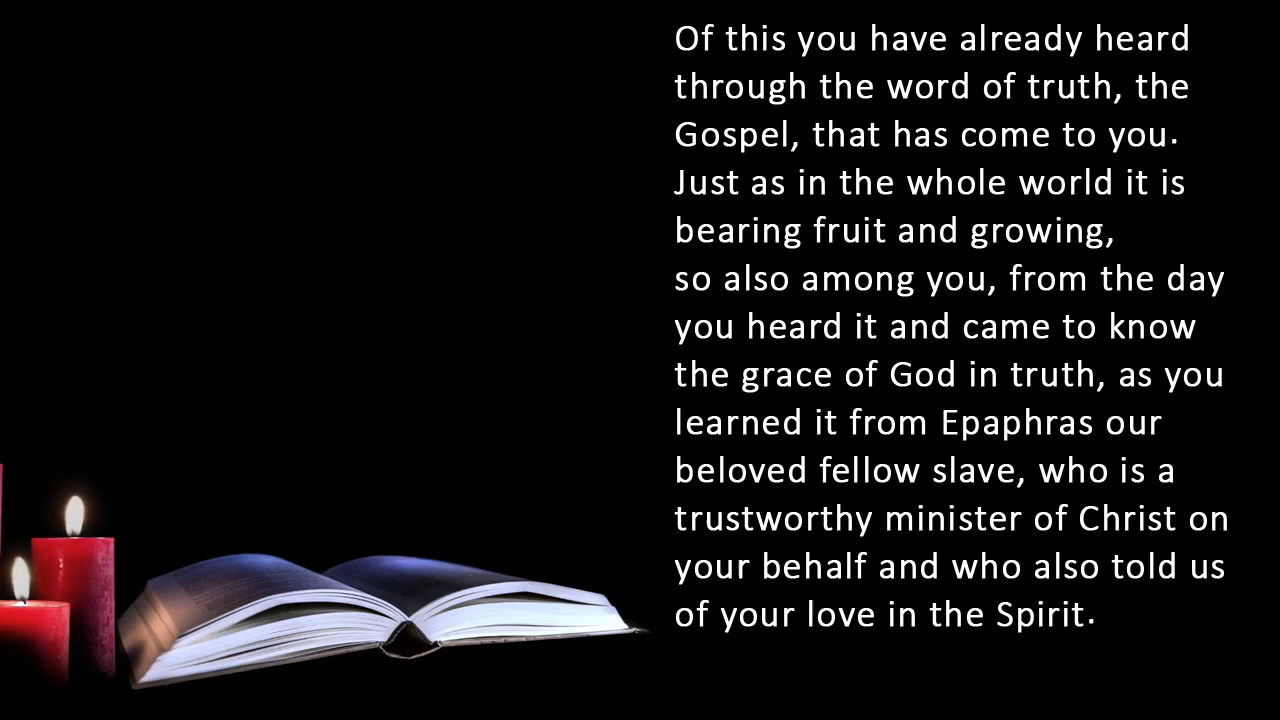 Of this you have already heard
through the word of truth, the
Gospel, that has come to you.
Just as in the whole world it is
bearing fruit and growing,
so also among you, from the day
you heard it and came to know
the grace of God in truth, as you
learned it from Epaphras our
beloved fellow slave, who is a
trustworthy minister of Christ on
your behalf and who also told us
of your love in the Spirit.